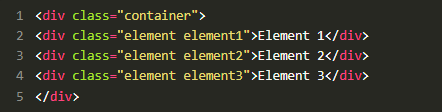 1 <div class="container">
2 <div class="element element1">Element 1</div>
3 <div class="element element2">Element 2</div>
4 <div class="element element3">Element 3</div>
5 </div>